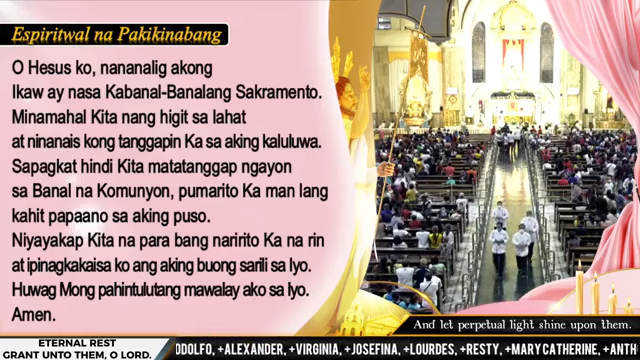 Espiritwal na Pakikinabang
O Hesus ko, nananalig akong
Ikaw ay nasa Kabanal-Banalang Sakramento.
Minamahal Kita nang higit sa lahat
at ninanais kong tanggapin Ka sa aking kaluluwa.
Sapagkat hindi Kita matatanggap ngayon
sa Banal na Komunyon, pumarito Ka man lang
kahit papaano sa aking puso.
Niyayakap Kita na para bang naririto Ka na rin
at ipinagkakaisa ko ang aking buong sarili sa Iyo.
Huwag Mong pahintulutang mawalay ako sa Iyo.
Amen.
And let perpetual light shine upon them.
ETERNAL REST
GRANT UNTO THEM, O LORD.
ODOLFO, +ALEXANDER, +VIRGINIA, +JOSEFINA, +LOURDES, +RESTY, +MARY CATHERINE, +ANTH